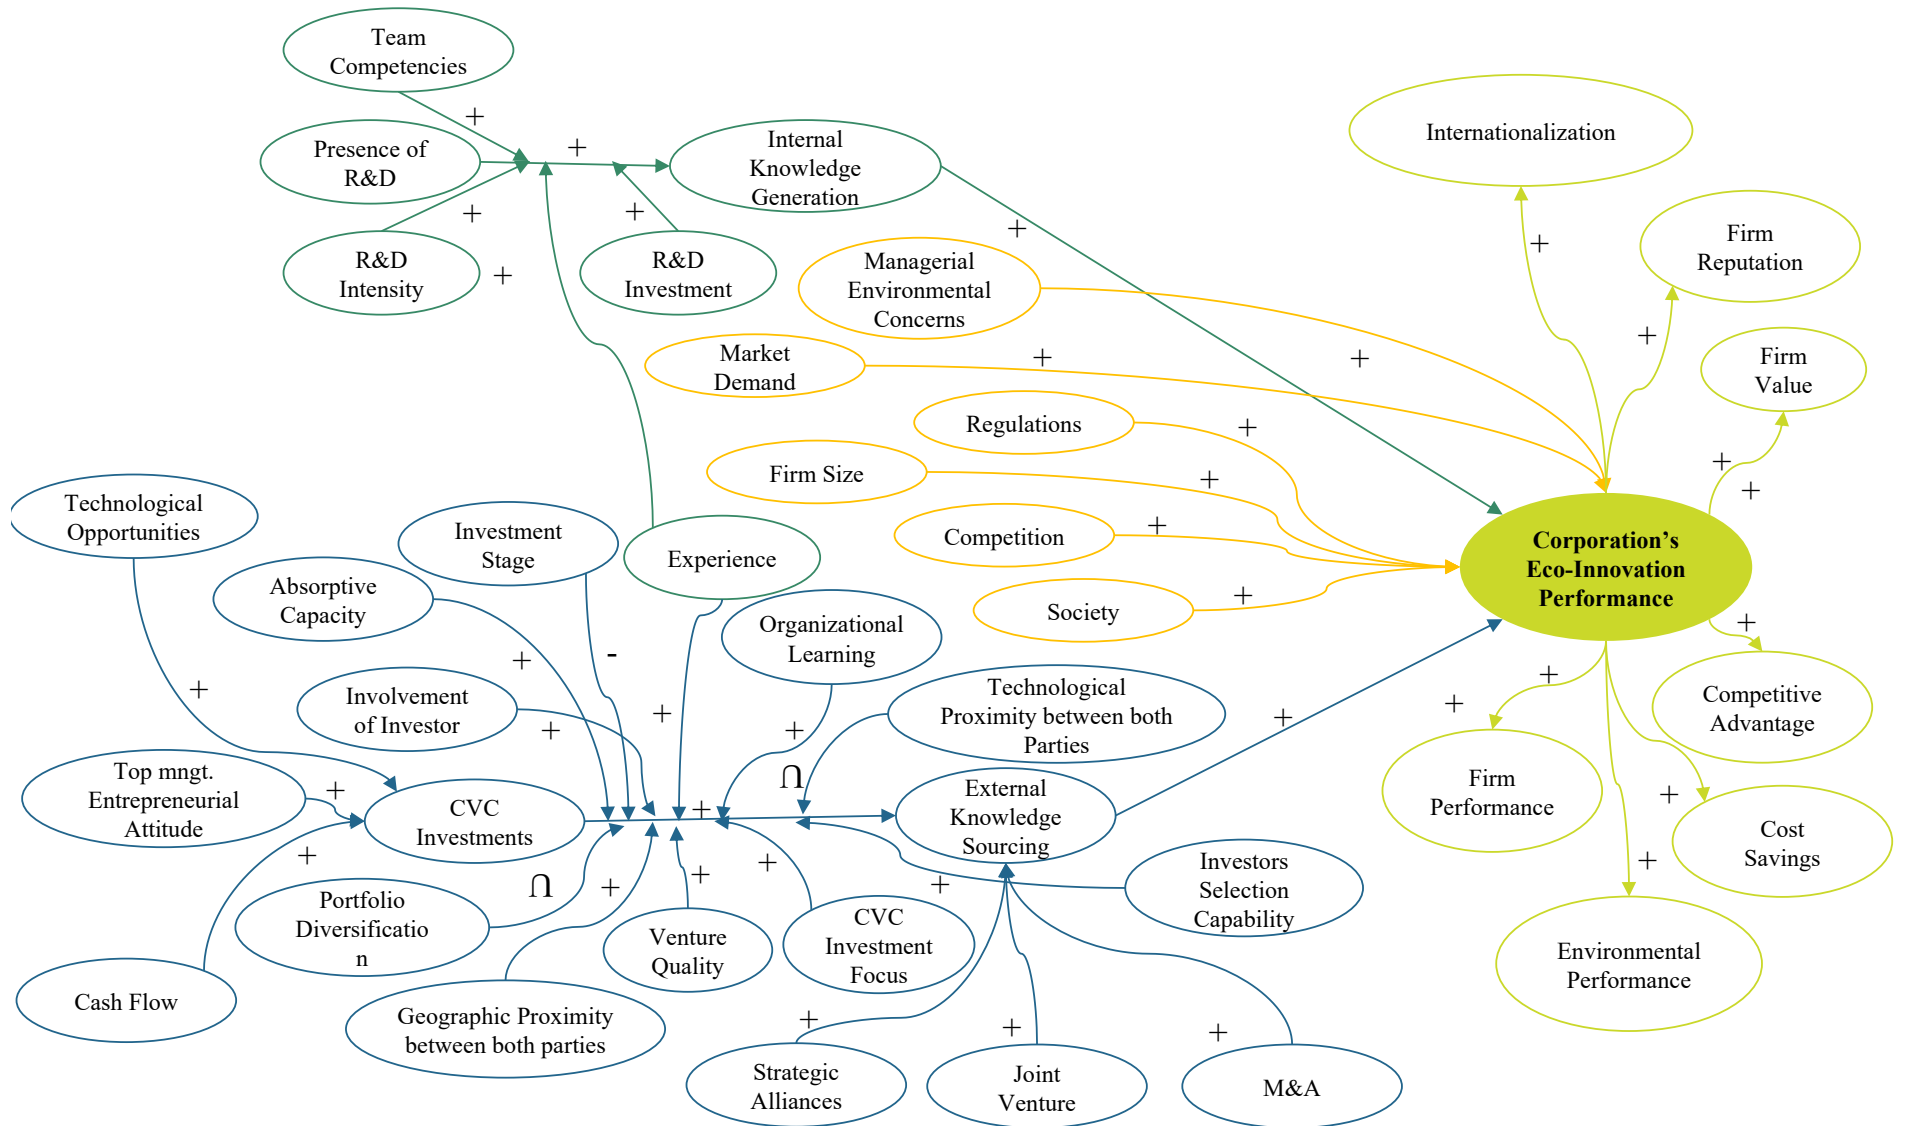 Team
Competencies
+
Presence of
R&D
+
Internal
Knowledge
Generation
+
R&D
Intensity
+
+
R&D
Investment
+
Managerial
Environmental
Concerns
+
Market
Demand
+
Regulations
+
Firm Size
+
Competition
+
Society
+
Internationalization
+
Firm
Reputation
+
Firm
Value
+
+
Corporation’s
Eco-Innovation
Performance
+
Competitive
Advantage
+
+
Firm
Performance
+
Cost
Savings
+
Environmental
Performance
Technological
Opportunities
+
Investment
Stage
-
Experience
+
Absorptive
Capacity
+
Organizational
Learning
+
Involvement
of Investor
+
Technological
Proximity between both
Parties
∩
+
Top mngt.
Entrepreneurial
Attitude
+
CVC
Investments
+
External
Knowledge
Sourcing
+
Portfolio
Diversificatio
n
∩
+
Venture
Quality
+
CVC
Investment
Focus
+
+
Investors
Selection
Capability
Cash Flow
Geographic Proximity
between both parties
+
Strategic
Alliances
+
Joint
Venture
+
M&A